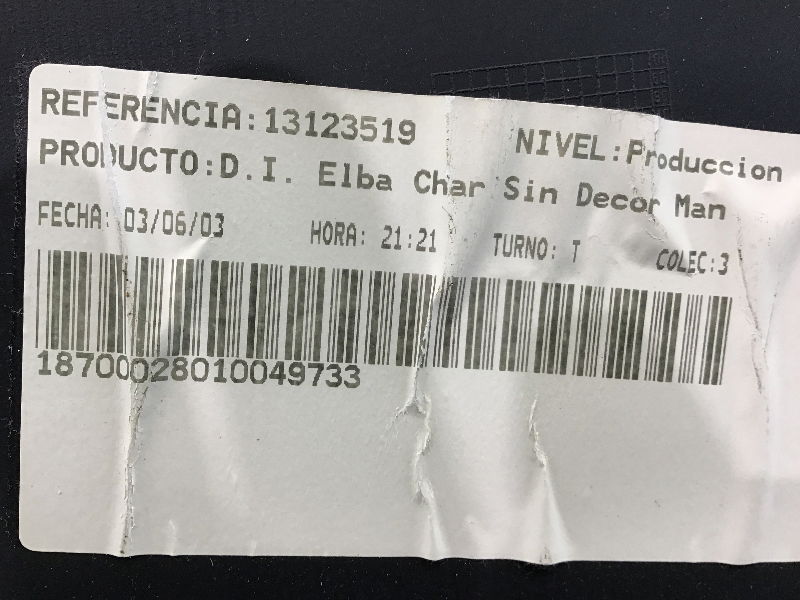 REFERENCIA:13123519 NIVEL:Produccion
PRODUCTO:D.I. Elba Char Sin Decor Man
FECHA: 03/06/03 HORA: 21:21 TURNO: T COLEC:3
18700028010049733